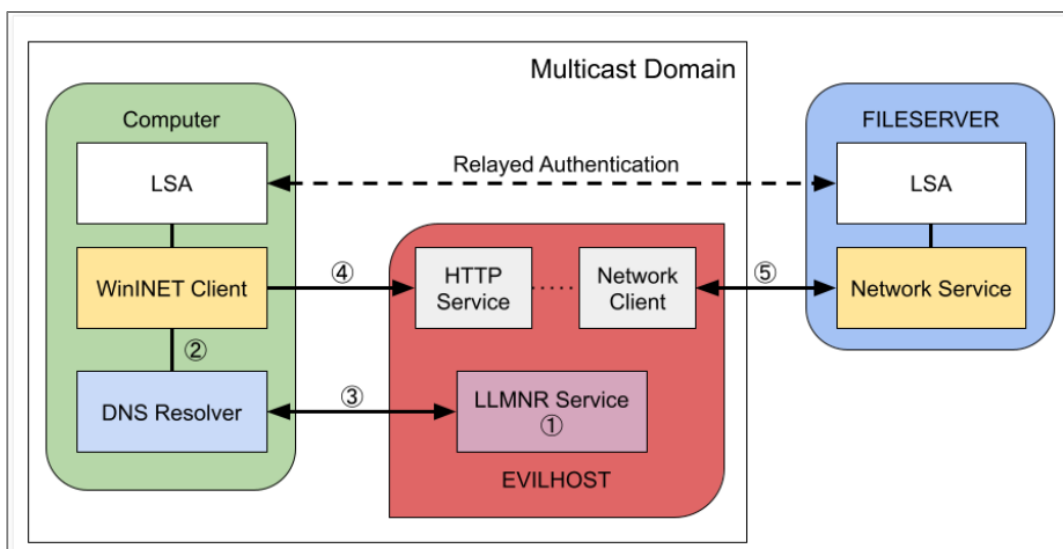 Multicast Domain
Computer
FILESERVER
LSA
Relayed Authentication
LSA
WinINET Client
④
HTTP
Service
Network
Client
⑤
Network Service
②
DNS Resolver
③
LLMNR Service
①
EVILHOST